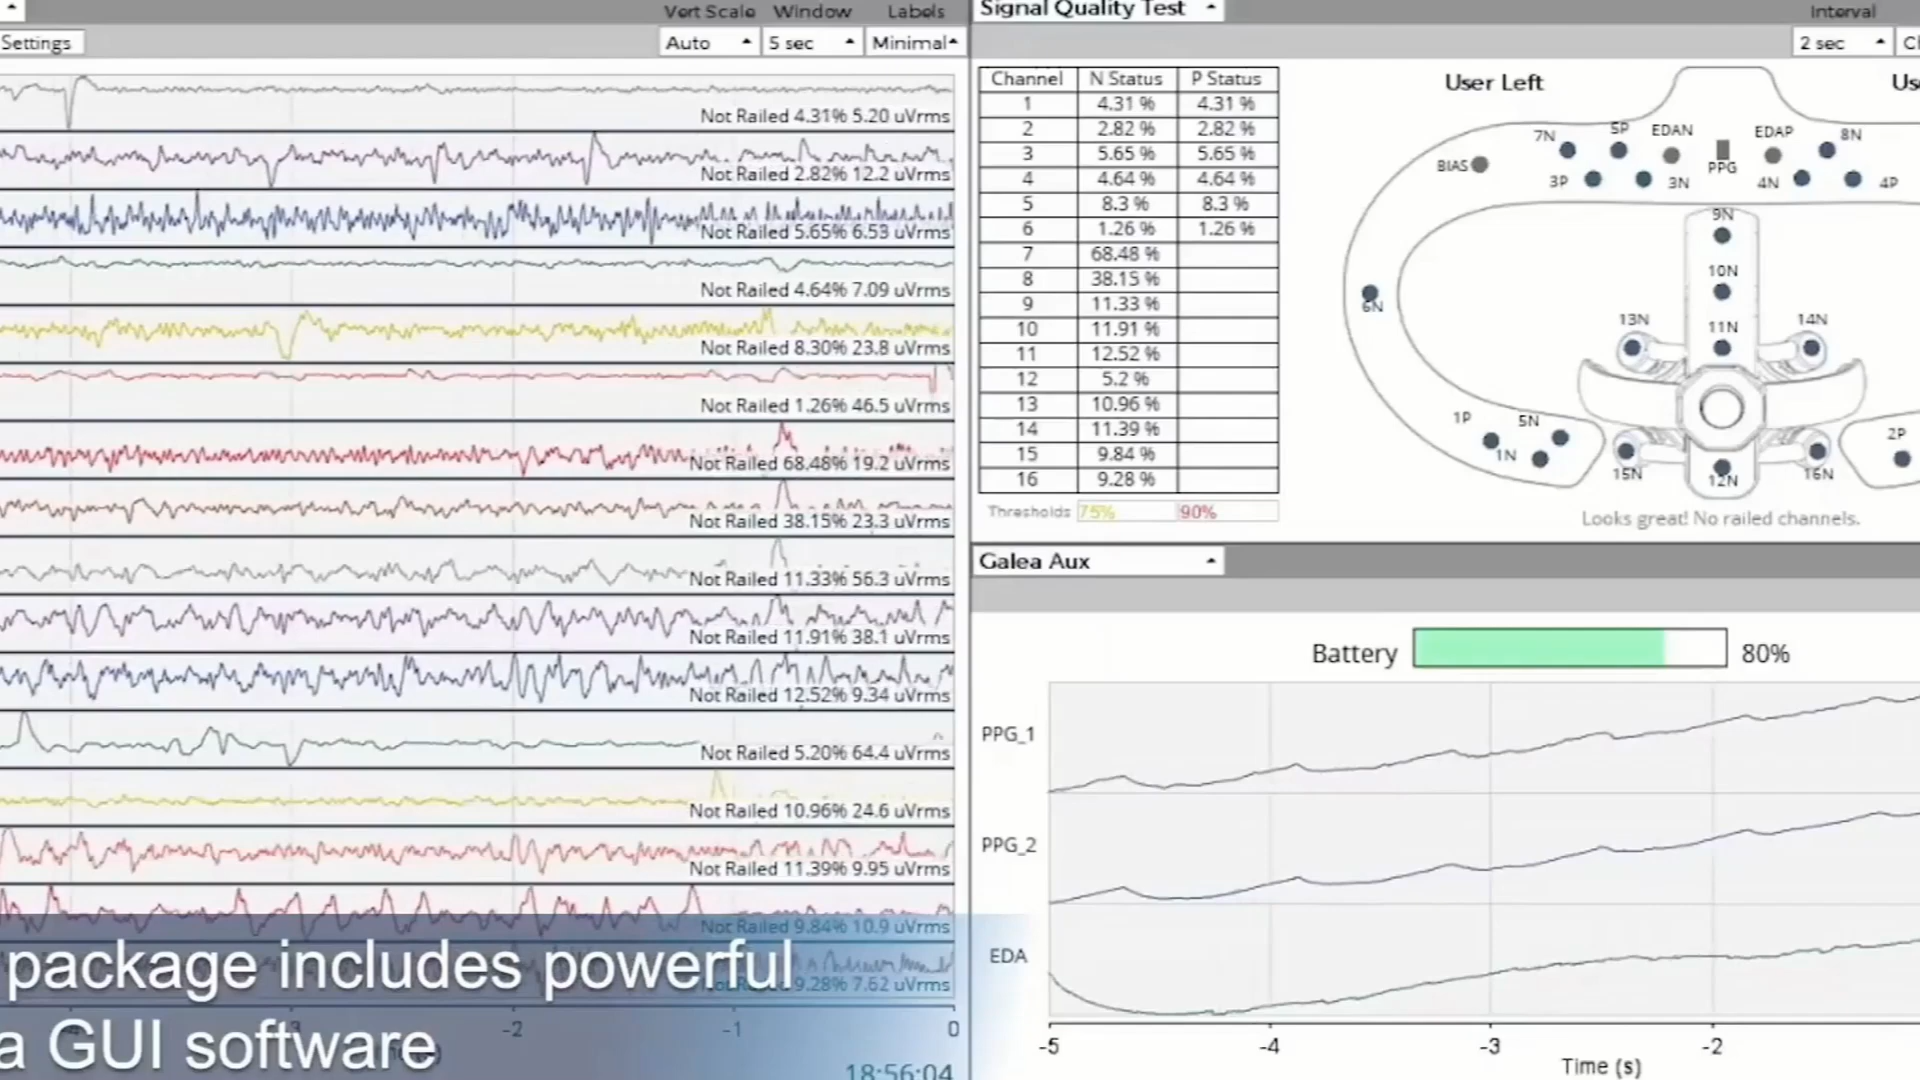 Vert Scale Window Labels
Settings Auto 5 sec Minimal
Not Railed 4.31% 5.20 uVrms
Not Railed 2.82% 12.2 uVrms
Not Railed 5.65% 6.53 uVrms
Not Railed 4.64% 7.09 uVrms
Not Railed 8.30% 23.8 uVrms
Not Railed 1.26% 46.5 uVrms
Not Railed 68.48% 19.2 uVrms
Not Railed 38.15% 23.3 uVrms
Not Railed 11.33% 56.3 uVrms
Not Railed 11.91% 38.1 uVrms
Not Railed 12.52% 9.34 uVrms
Not Railed 5.20% 64.4 uVrms
Not Railed 10.96% 24.6 uVrms
Not Railed 11.39% 9.95 uVrms
Not Railed 9.84% 10.9 uVrms
Not Railed 9.28% 7.62 uVrms
-2 -1 0
18:56:04
package includes powerful
a GUI software
Signal Quality Test
Interval
2 sec
Channel N Status P Status
1 4.31 % 4.31 %
2 2.82 % 2.82 %
3 5.65 % 5.65 %
4 4.64 % 4.64 %
5 8.3 % 8.3 %
6 1.26 % 1.26 %
7 68.48 %
8 38.15 %
9 11.33 %
10 11.91 %
11 12.52 %
12 5.2 %
13 10.96 %
14 11.39 %
15 9.84 %
16 9.28 %
Thresholds 75% 90%
User Left
7N 5P EDAN EDAP 8N
BIAS PPG
3P 3N 4N 4P
9N
10N
6N
13N 11N 14N
1P 5N 2P
1N
15N 12N 16N
Looks great! No railed channels.
Galea Aux
Battery 80%
PPG_1
PPG_2
EDA
-5 -4 -3 -2
Time (s)